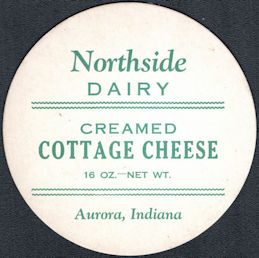 Northside
DAIRY
CREAMED
COTTAGE CHEESE
16 OZ.—NET WT.
Aurora, Indiana